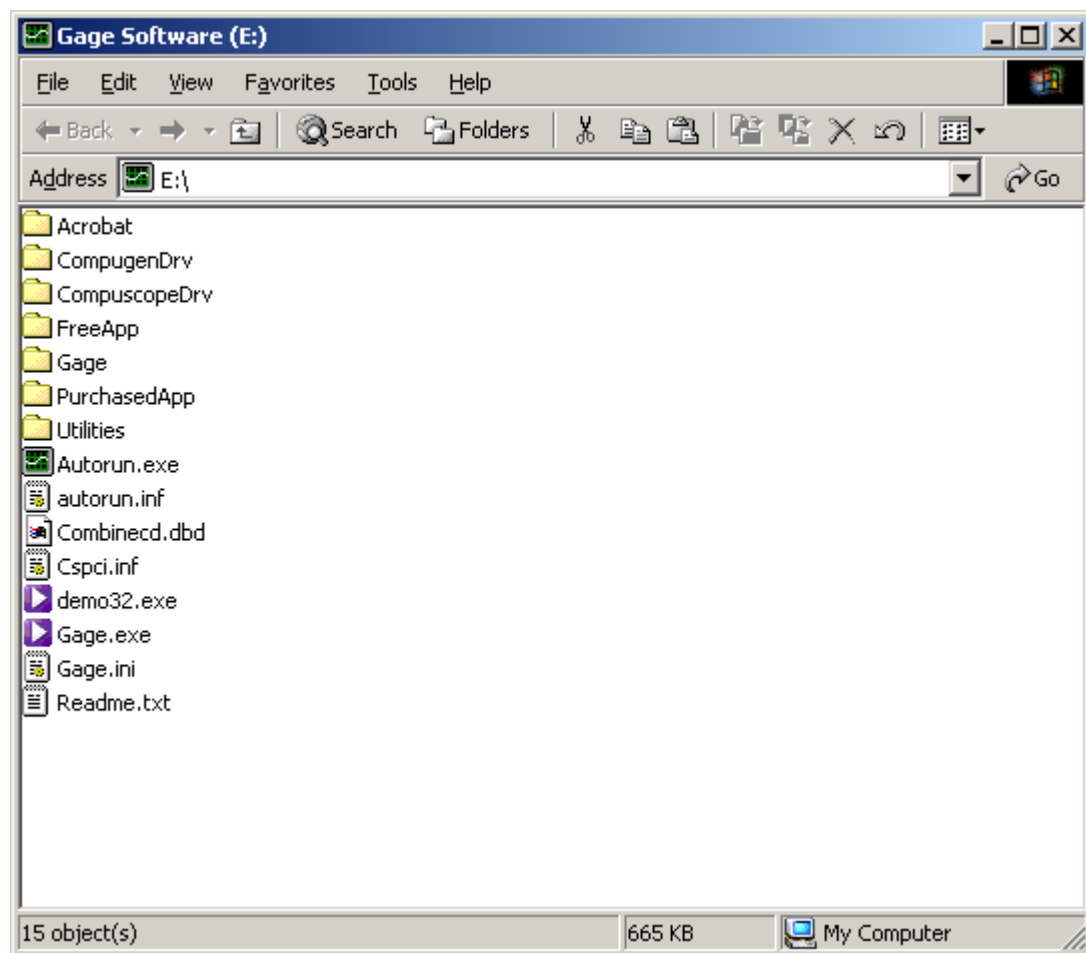 Gage Software (E:)
File Edit View Favorites Tools Help
Back Search Folders
Address E:\ Go
Acrobat
CompugenDrv
CompuscopeDrv
FreeApp
Gage
PurchasedApp
Utilities
Autorun.exe
autorun.inf
Combinecd.dbd
Cspci.inf
demo32.exe
Gage.exe
Gage.ini
Readme.txt
15 object(s) 665 KB My Computer